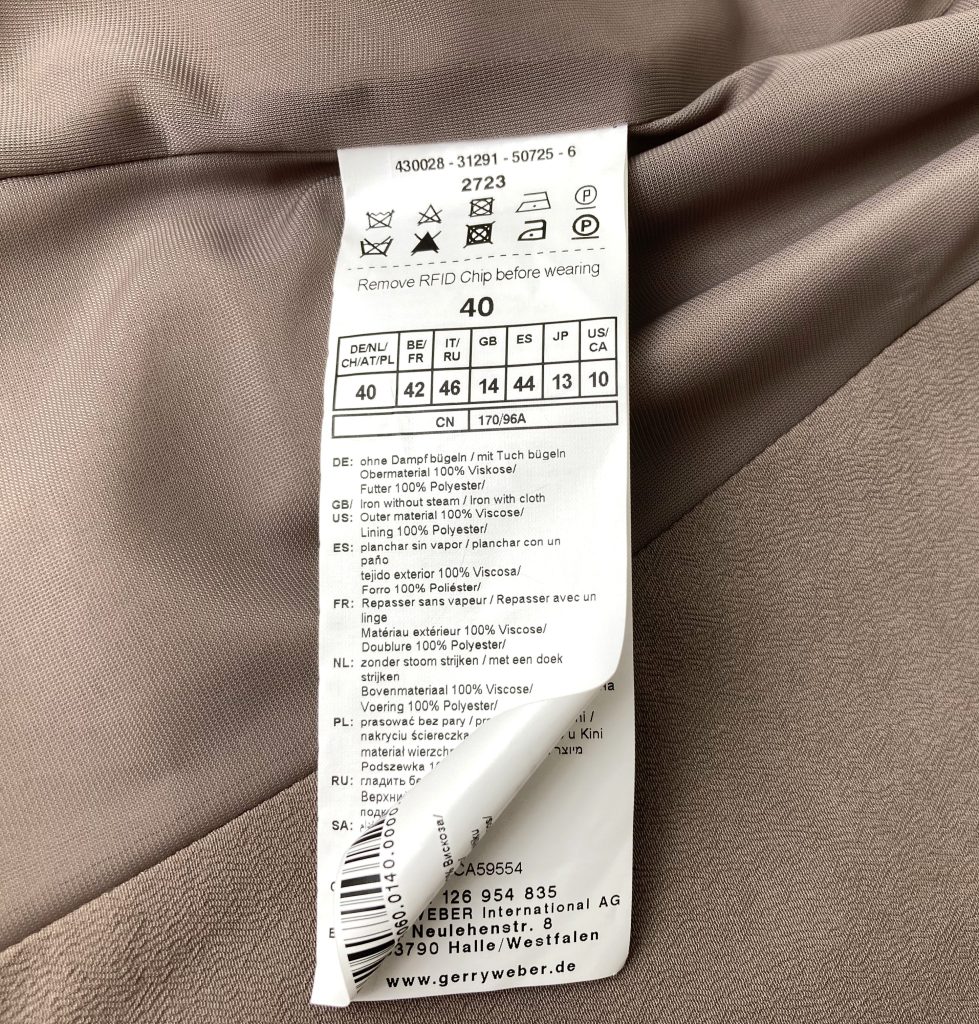 430028 - 31291 - 50725 - 6
2723
P
P
Remove RFID Chip before wearing
40
DE/NL/ CH/AT/PL BE/ FR IT/ RU GB ES JP US/ CA
40 42 46 14 44 13 10
CN 170/96A
DE: ohne Dampf bügeln / mit Tuch bügeln
Obermaterial 100% Viskose/
Futter 100% Polyester/
GB/ Iron without steam / Iron with cloth
US: Outer material 100% Viscose/
Lining 100% Polyester/
ES: planchar sin vapor / planchar con un
paño
tejido exterior 100% Viscosa/
Forro 100% Poliéster/
FR: Repasser sans vapeur / Repasser avec un
linge
Matériau extérieur 100% Viscose/
Doublure 100% Polyester/
NL: zonder stoom strijken / met een doek
strijken
Bovenmateriaal 100% Viscose/
Voering 100% Polyester/
PL: prasować bez pary /
nakryciu ściereczka
materiał
Podszewka
u Kini
RU: гладить
SA:
Вискоза/
CA59554
126 954 835
WEBER International AG
Neulehenstr. 8
3790 Halle/Westfalen
www.gerryweber.de